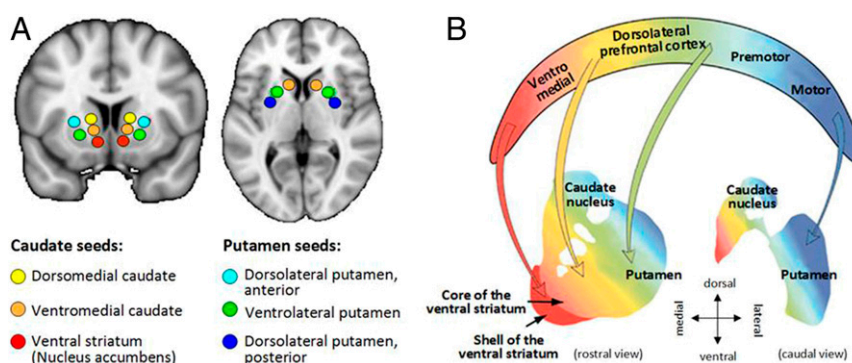 A
Caudate seeds:
Dorsomedial caudate
Ventromedial caudate
Ventral striatum
(Nucleus accumbens)
Putamen seeds:
Dorsolateral putamen,
anterior
Ventrolateral putamen
Dorsolateral putamen,
posterior
B
Ventro
medial
Dorsolateral
prefrontal cortex
Premotor
Motor
Caudate
nucleus
Putamen
Core of the
ventral striatum
Shell of the
ventral striatum
(rostral view)
Caudate
nucleus
Putamen
dorsal
medial
lateral
ventral
(caudal view)